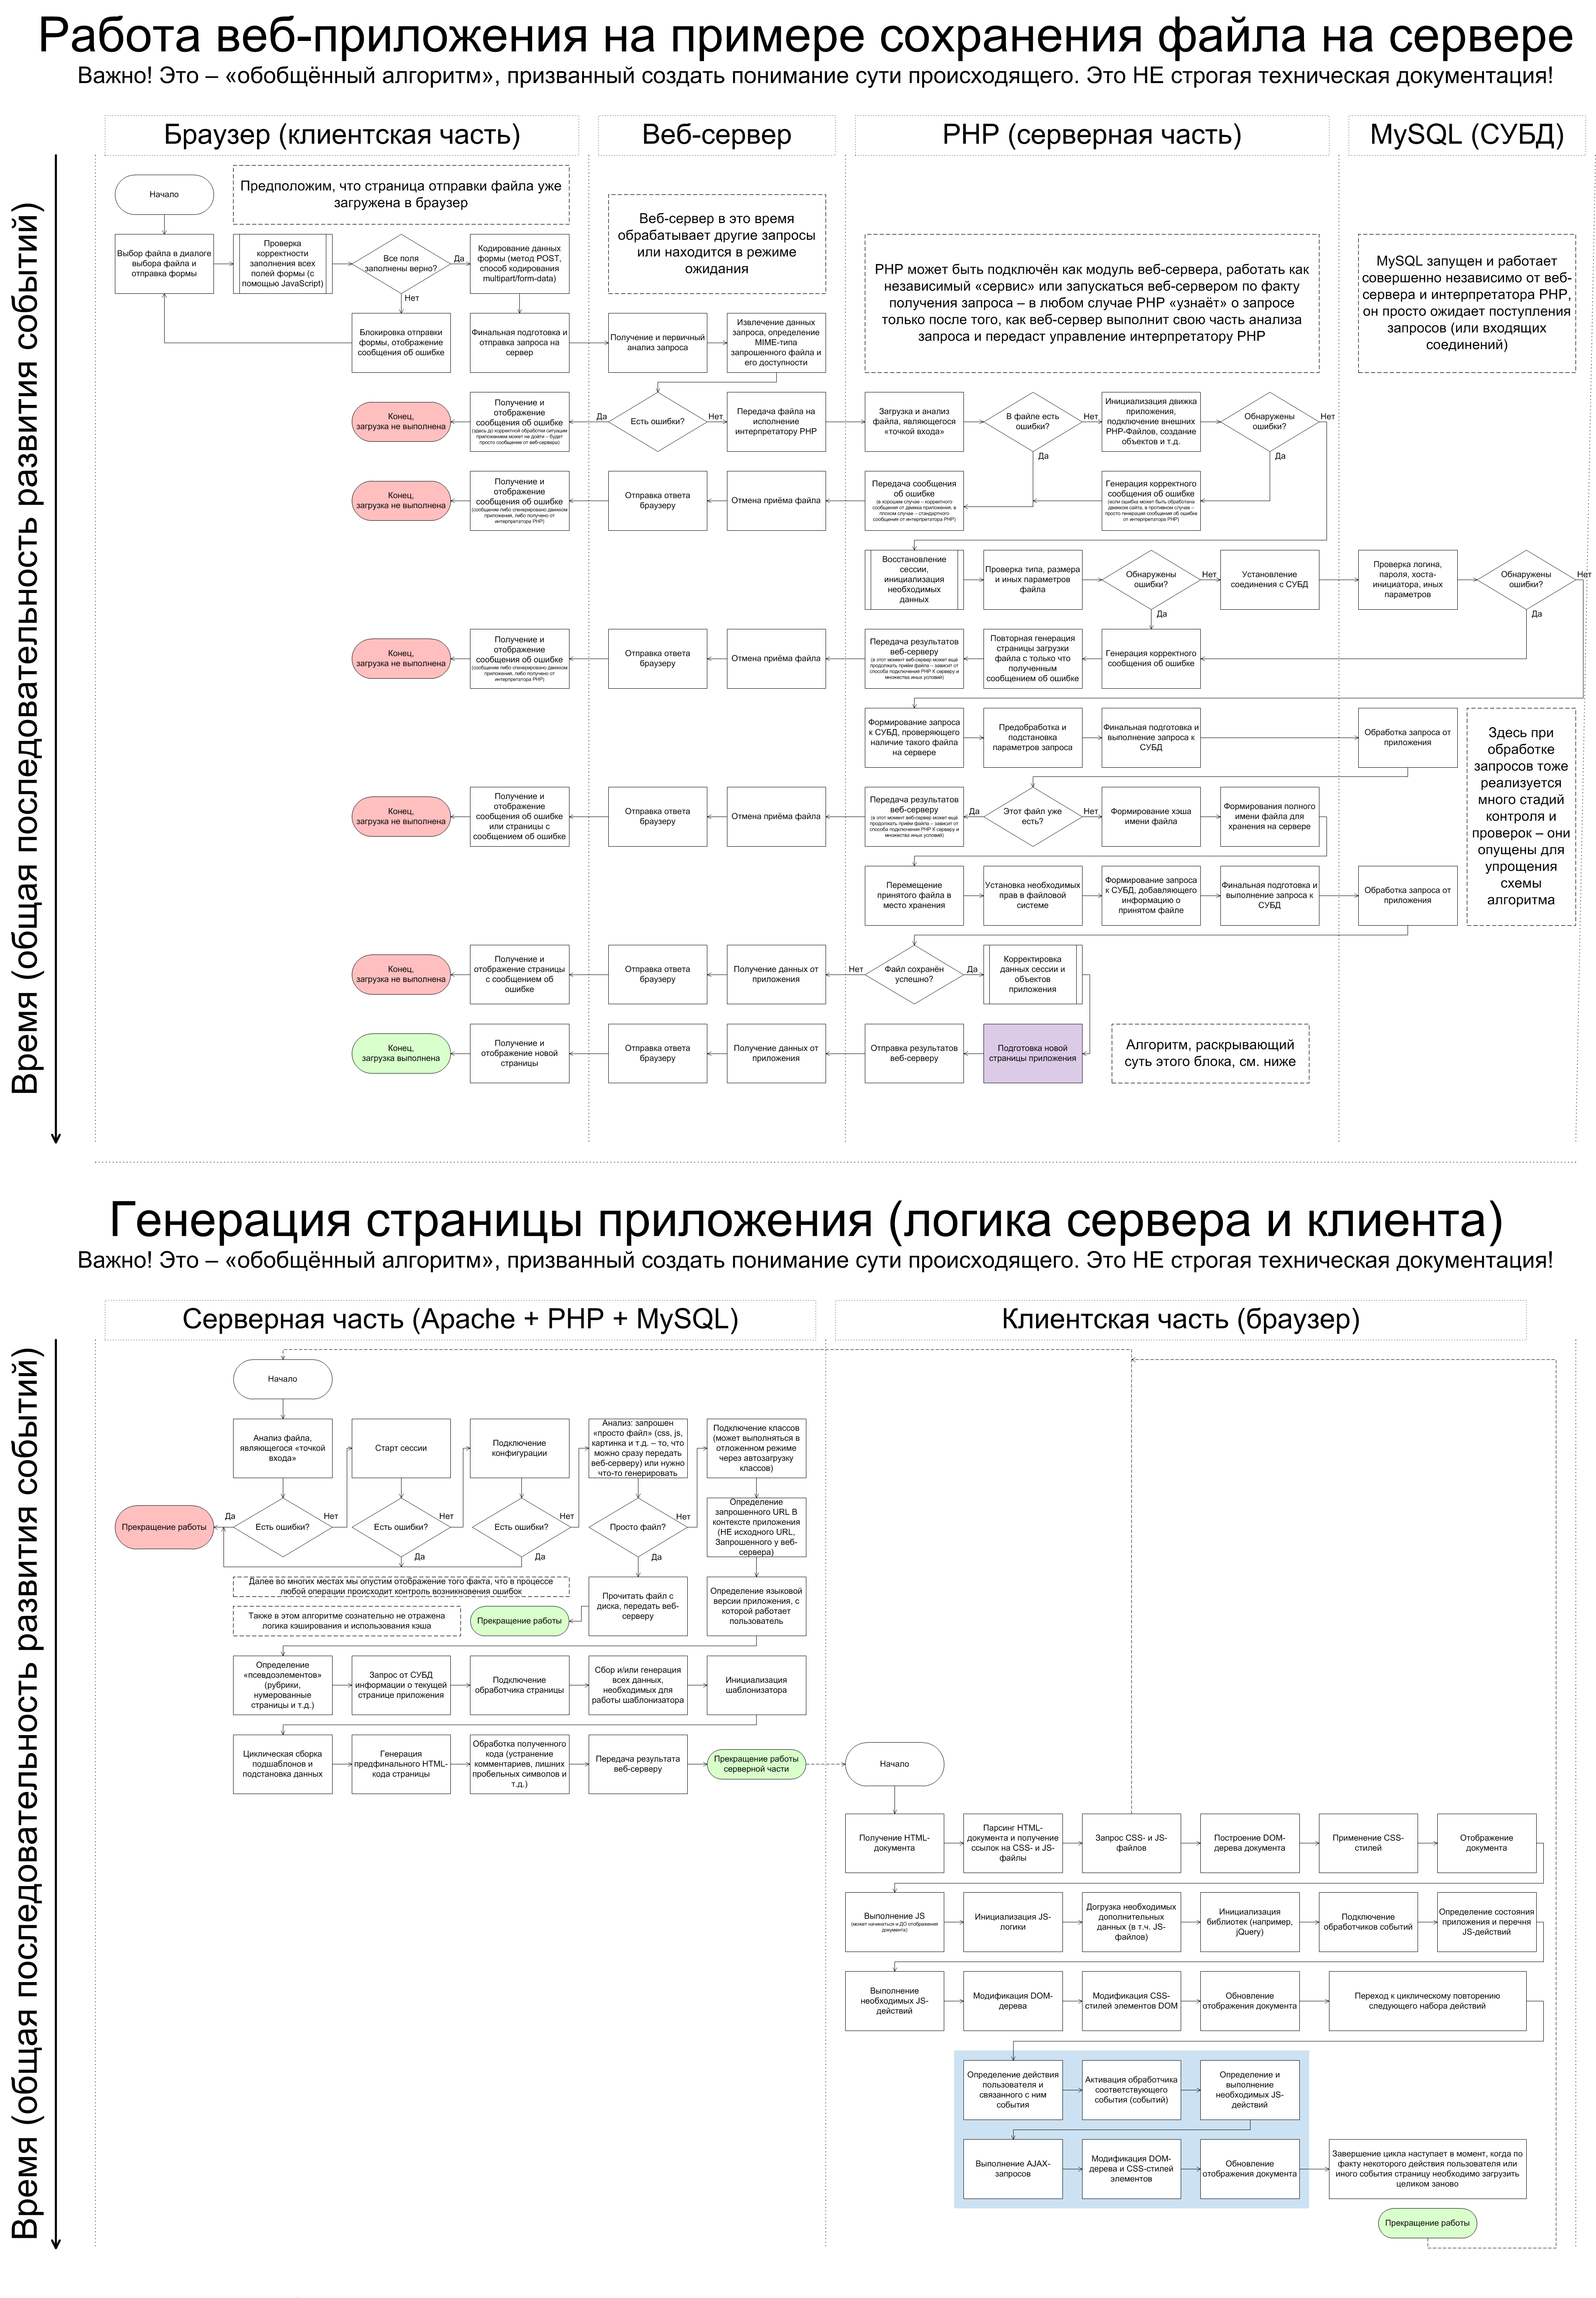 Работа веб-приложения на примере сохранения файла на сервере
Важно! Это – «обобщённый алгоритм», призванный создать понимание сути происходящего. Это НЕ строгая техническая документация!
Время (общая последовательность развития событий)
Браузер (клиентская часть)
Веб-сервер
PHP (серверная часть)
MySQL (СУБД)
Начало
Предположим, что страница отправки файла уже
загружена в браузер
Веб-сервер в это время
обрабатывает другие запросы
или находится в режиме
ожидания
PHP может быть подключён как модуль веб-сервера, работать как
независимый «сервис» или запускаться веб-сервером по факту
получения запроса – в любом случае PHP «узнаёт» о запросе
только после того, как веб-сервер выполнит свою часть анализа
запроса и передаст управление интерпретатору PHP
MySQL запущен и работает
совершенно независимо от веб-
сервера и интерпретатора PHP,
он просто ожидает поступления
запросов (или входящих
соединений)
Выбор файла в диалоге
выбора файла и
отправка формы
Проверка
корректности
заполнения всех
полей формы (с
помощью JavaScript)
Все поля
заполнены верно?
Да
Нет
Кодирование данных
формы (метод POST,
способ кодирования
multipart/form-data)
Блокировка отправки
формы, отображение
сообщения об ошибке
Финальная подготовка и
отправка запроса на
сервер
Получение и первичный
анализ запроса
Извлечение данных
запроса, определение
MIME-типа
запрошенного файла и
его доступности
Конец,
загрузка не выполнена
Получение и
отображение
сообщения об ошибке
(здесь до корректной обработки ситуации
приложением может не дойти – будет
просто сообщение от веб-сервера)
Да
Есть ошибки?
Нет
Передача файла на
исполнение
интерпретатору PHP
Загрузка и анализ
файла, являющегося
«точкой входа»
В файле есть
ошибки?
Нет
Да
Инициализация движка
приложения,
подключение внешних
PHP-Файлов, создание
объектов и т.д.
Обнаружены
ошибки?
Нет
Да
Конец,
загрузка не выполнена
Получение и
отображение
сообщения об ошибке
(сообщение либо сгенерировано движком
приложения, либо получено от
интерпретатора PHP)
Отправка ответа
браузеру
Отмена приёма файла
Передача сообщения
об ошибке
(в хорошем случае – корректного
сообщения от движка приложения, в
плохом случае – стандартного
сообщения от интерпретатора PHP)
Генерация корректного
сообщения об ошибке
(если ошибка может быть обработана
движком сайта, в противном случае –
просто генерация сообщения об ошибке
от интерпретатора PHP)
Восстановление
сессии,
инициализация
необходимых
данных
Проверка типа, размера
и иных параметров
файла
Обнаружены
ошибки?
Нет
Да
Установление
соединения с СУБД
Проверка логина,
пароля, хоста-
инициатора, иных
параметров
Обнаружены
ошибки?
Нет
Да
Конец,
загрузка не выполнена
Получение и
отображение
сообщения об ошибке
(сообщение либо сгенерировано движком
приложения, либо получено от
интерпретатора PHP)
Отправка ответа
браузеру
Отмена приёма файла
Передача результатов
веб-серверу
(в этот момент веб-сервер может ещё
продолжать приём файла – зависит от
способа подключения PHP К серверу и
множества иных условий)
Повторная генерация
страницы загрузки
файла с только что
полученным
сообщением об ошибке
Генерация корректного
сообщения об ошибке
Формирование запроса
к СУБД, проверяющего
наличие такого файла
на сервере
Предобработка и
подстановка
параметров запроса
Финальная подготовка и
выполнение запроса к
СУБД
Обработка запроса от
приложения
Здесь при
обработке
запросов тоже
реализуется
много стадий
контроля и
проверок – они
опущены для
упрощения
схемы
алгоритма
Конец,
загрузка не выполнена
Получение и
отображение
сообщения об ошибке
или страницы с
сообщением об ошибке
Отправка ответа
браузеру
Отмена приёма файла
Передача результатов
веб-серверу
(в этот момент веб-сервер может ещё
продолжать приём файла – зависит от
способа подключения PHP К серверу и
множества иных условий)
Да
Этот файл уже
есть?
Нет
Формирование хэша
имени файла
Формирования полного
имени файла для
хранения на сервере
Перемещение
принятого файла в
место хранения
Установка необходимых
прав в файловой
системе
Формирование запроса
к СУБД, добавляющего
информацию о
принятом файле
Финальная подготовка и
выполнение запроса к
СУБД
Обработка запроса от
приложения
Конец,
загрузка не выполнена
Получение и
отображение страницы
с сообщением об
ошибке
Отправка ответа
браузеру
Получение данных от
приложения
Нет
Файл сохранён
успешно?
Да
Корректировка
данных сессии и
объектов
приложения
Конец,
загрузка выполнена
Получение и
отображение новой
страницы
Отправка ответа
браузеру
Получение данных от
приложения
Отправка результатов
веб-серверу
Подготовка новой
страницы приложения
Алгоритм, раскрывающий
суть этого блока, см. ниже
Генерация страницы приложения (логика сервера и клиента)
Важно! Это – «обобщённый алгоритм», призванный создать понимание сути происходящего. Это НЕ строгая техническая документация!
Время (общая последовательность развития событий)
Серверная часть (Apache + PHP + MySQL)
Клиентская часть (браузер)
Начало
Анализ файла,
являющегося «точкой
входа»
Старт сессии
Подключение
конфигурации
Анализ: запрошен
«просто файл» (css, js,
картинка и т.д. – то, что
можно сразу передать
веб-серверу) или нужно
что-то генерировать
Подключение классов
(может выполняться в
отложенном режиме
через автозагрузку
классов)
Прекращение работы
Да
Есть ошибки?
Нет
Есть ошибки?
Нет
Да
Есть ошибки?
Нет
Да
Просто файл?
Нет
Да
Определение
запрошенного URL В
контексте приложения
(НЕ исходного URL,
Запрошенного у веб-
сервера)
Далее во многих местах мы опустим отображение того факта, что в процессе
любой операции происходит контроль возникновения ошибок
Также в этом алгоритме сознательно не отражена
логика кэширования и использования кэша
Прекращение работы
Прочитать файл с
диска, передать веб-
серверу
Определение языковой
версии приложения, с
которой работает
пользователь
Определение
«псевдоэлементов»
(рубрики,
нумерованные
страницы и т.д.)
Запрос от СУБД
информации о текущей
странице приложения
Подключение
обработчика страницы
Сбор и/или генерация
всех данных,
необходимых для
работы шаблонизатора
Инициализация
шаблонизатора
Циклическая сборка
подшаблонов и
подстановка данных
Генерация
предфинального HTML-
кода страницы
Обработка полученного
кода (устранение
комментариев, лишних
пробельных символов и
т.д.)
Передача результата
веб-серверу
Прекращение работы
серверной части
Начало
Получение HTML-
документа
Парсинг HTML-
документа и получение
ссылок на CSS- и JS-
файлы
Запрос CSS- и JS-
файлов
Построение DOM-
дерева документа
Применение CSS-
стилей
Отображение
документа
Выполнение JS
(может начинаться и ДО отображения
документа)
Инициализация JS-
логики
Догрузка необходимых
дополнительных
данных (в т.ч. JS-
файлов)
Инициализация
библиотек (например,
jQuery)
Подключение
обработчиков событий
Определение состояния
приложения и перечня
JS-действий
Выполнение
необходимых JS-
действий
Модификация DOM-
дерева
Модификация CSS-
стилей элементов DOM
Обновление
отображения документа
Переход к циклическому повторению
следующего набора действий
Определение действия
пользователя и
связанного с ним
события
Активация обработчика
соответствующего
события (событий)
Определение и
выполнение
необходимых JS-
действий
Выполнение AJAX-
запросов
Модификация DOM-
дерева и CSS-стилей
элементов
Обновление
отображения документа
Завершение цикла наступает в момент, когда по
факту некоторого действия пользователя или
иного события страницу необходимо загрузить
целиком заново
Прекращение работы